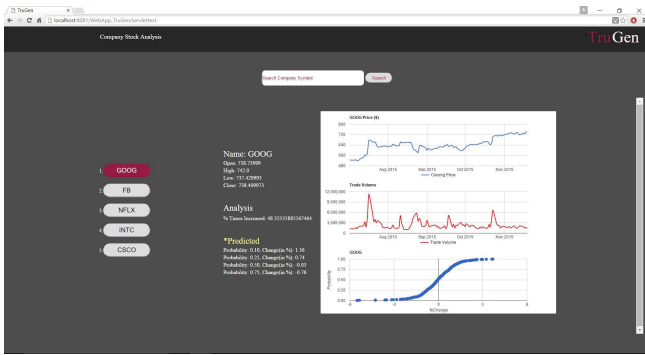 TruGen
localhost:8081/WebApp_TruGen/servlettest
Company Stock Analysis
TruGen
Search Company Symbol
Search
1. GOOG
2. FB
3. NFLX
4. INTC
5. CSCO
Name: GOOG
Open: 738.73999
High: 742.0
Low: 737.429993
Close: 738.409973
Analysis
% Times Increased: 48.32535885167464
*Predicted
Probability: 0.10, Change(in %): 1.36
Probability: 0.25, Change(in %): 0.74
Probability: 0.50, Change(in %): -0.03
Probability: 0.75, Change(in %): -0.76
GOOG Price ($)
Aug 2015 Sep 2015 Oct 2015 Nov 2015
Closing Price
Trade Volume
12,000,000
9,000,000
6,000,000
3,000,000
0
Aug 2015 Sep 2015 Oct 2015 Nov 2015
Trade Volume
GOOG
Probability
1.00
0.75
0.50
0.25
0.00
-6 -3 0 3 6
%Change